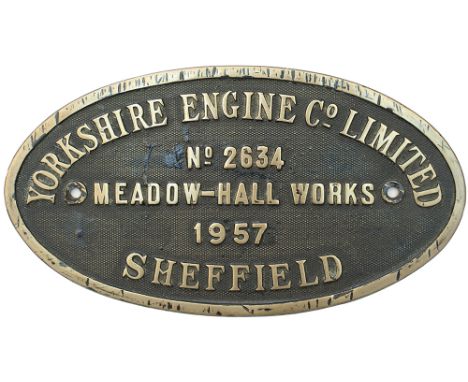 YORKSHIRE ENGINE Cº LIMITED
Nº 2634
MEADOW-HALL WORKS
1957
SHEFFIELD